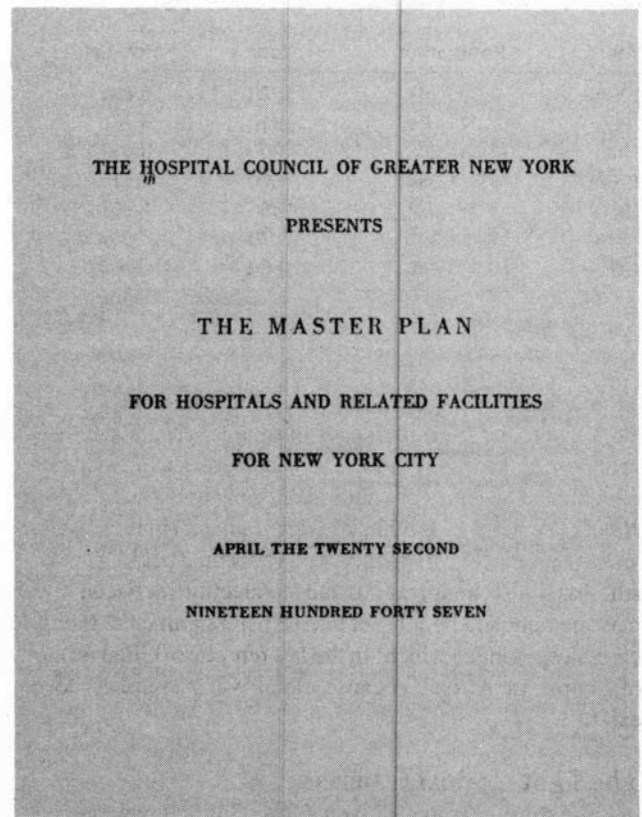 THE HOSPITAL COUNCIL OF GREATER NEW YORK
PRESENTS
THE MASTER PLAN
FOR HOSPITALS AND RELATED FACILITIES
FOR NEW YORK CITY
APRIL THE TWENTY SECOND
NINETEEN HUNDRED FORTY SEVEN